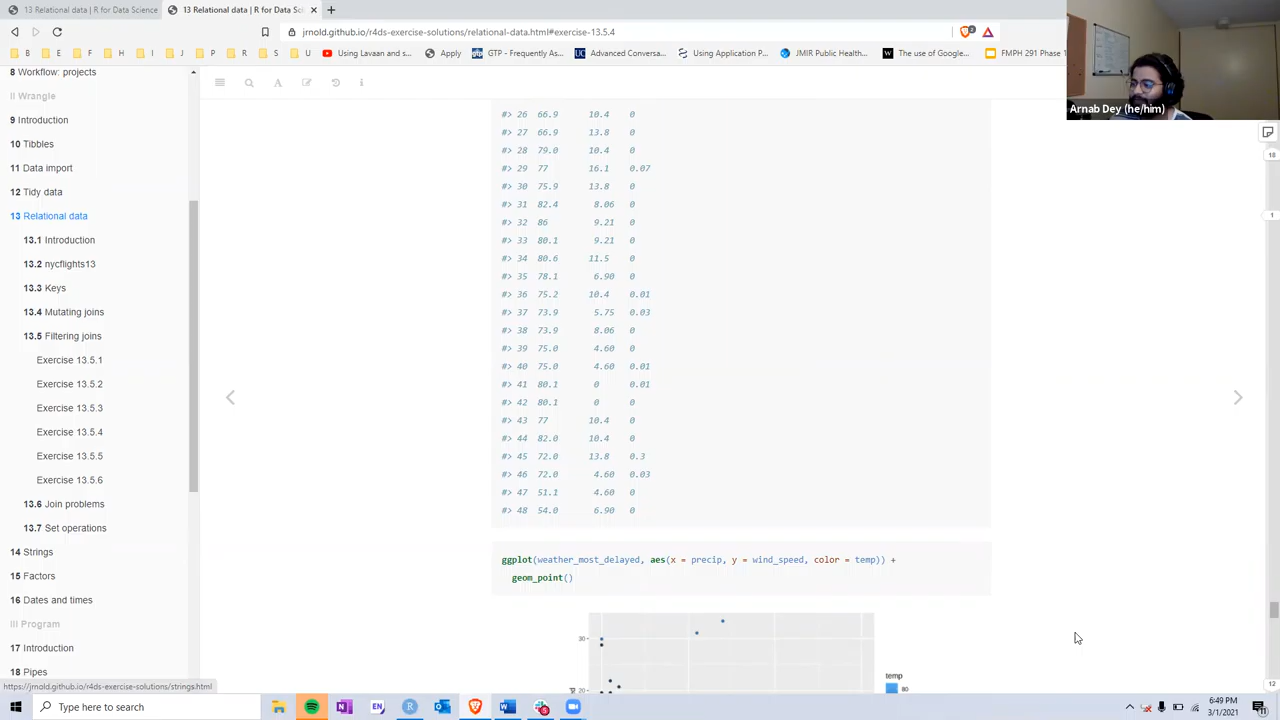 13 Relational data | R for Data Science
13 Relational data | R for Data Sci
jrnold.github.io/r4ds-exercise-solutions/relational-data.html#exercise-13.5.4
B E F H I J P R S U Using Lavaan and s... Apply GTP - Frequently As... Advanced Conversa... Using Application P... JMIR Public Health... The use of Google... FMPH 291 Phase 1
Arnab Dey (he/him)
8 Workflow: projects
II Wrangle
9 Introduction
10 Tibbles
11 Data import
12 Tidy data
13 Relational data
13.1 Introduction
13.2 nycflights13
13.3 Keys
13.4 Mutating joins
13.5 Filtering joins
Exercise 13.5.1
Exercise 13.5.2
Exercise 13.5.3
Exercise 13.5.4
Exercise 13.5.5
Exercise 13.5.6
13.6 Join problems
13.7 Set operations
14 Strings
15 Factors
16 Dates and times
III Program
17 Introduction
18 Pipes
https://jrnold.github.io/r4ds-exercise-solutions/strings.html
#> 26 66.9 10.4 0
#> 27 66.9 13.8 0
#> 28 79.0 10.4 0
#> 29 77 16.1 0.07
#> 30 75.9 13.8 0
#> 31 82.4 8.06 0
#> 32 86 9.21 0
#> 33 80.1 9.21 0
#> 34 80.6 11.5 0
#> 35 78.1 6.90 0
#> 36 75.2 10.4 0.01
#> 37 73.9 5.75 0.03
#> 38 73.9 8.06 0
#> 39 75.0 4.60 0
#> 40 75.0 4.60 0.01
#> 41 80.1 0 0.01
#> 42 80.1 0 0
#> 43 77 10.4 0
#> 44 82.0 10.4 0
#> 45 72.0 13.8 0.3
#> 46 72.0 4.60 0.03
#> 47 51.1 4.60 0
#> 48 54.0 6.90 0
ggplot(weather_most_delayed, aes(x = precip, y = wind_speed, color = temp)) +
geom_point()
30
20
temp
80
18
1
12
Type here to search
6:49 PM
3/1/2021